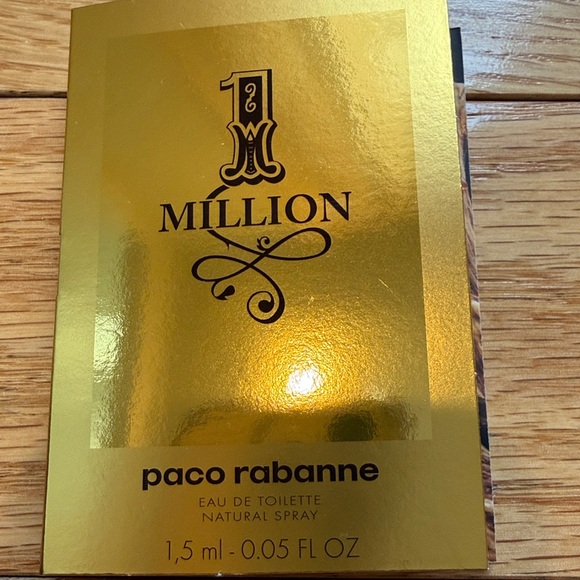 1
MILLION
paco rabanne
EAU DE TOILETTE
NATURAL SPRAY
1,5 ml - 0.05 FL OZ